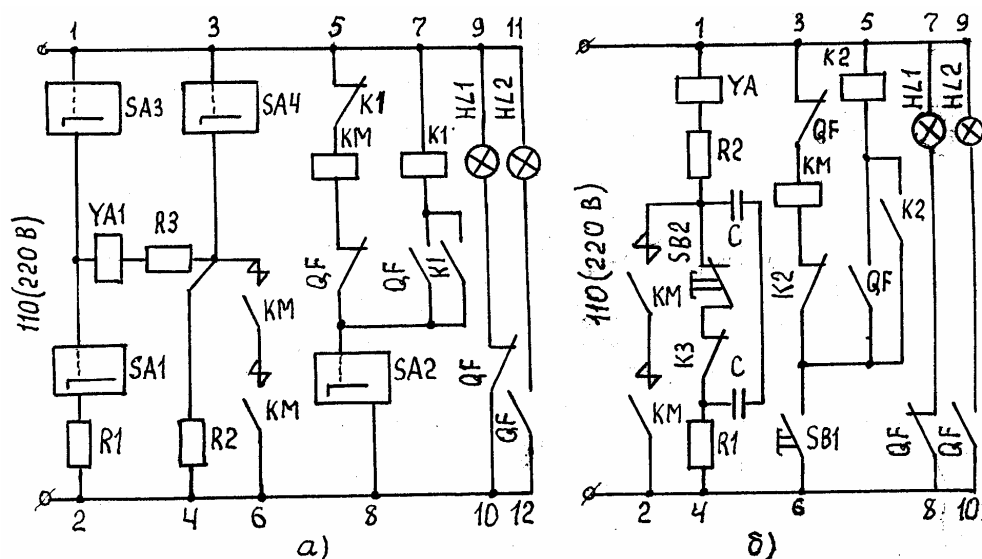 1 3 5 7 9 11
SA3 SA4 K1 HL1 HL2
KM K1
YA1 R3
110(220 В)
QF QF K1
KM
SA1 SA2 QF
KM QF
R1 R2
2 4 6 8 10 12
а)
1 3 5 7 9
K2
YA HL1 HL2
QF
R2 KM
K2
SB2 C
110(220 В)
KM K2 QF
K3
KM C
R1 SB1 QF QF
2 4 6 8 10
б)